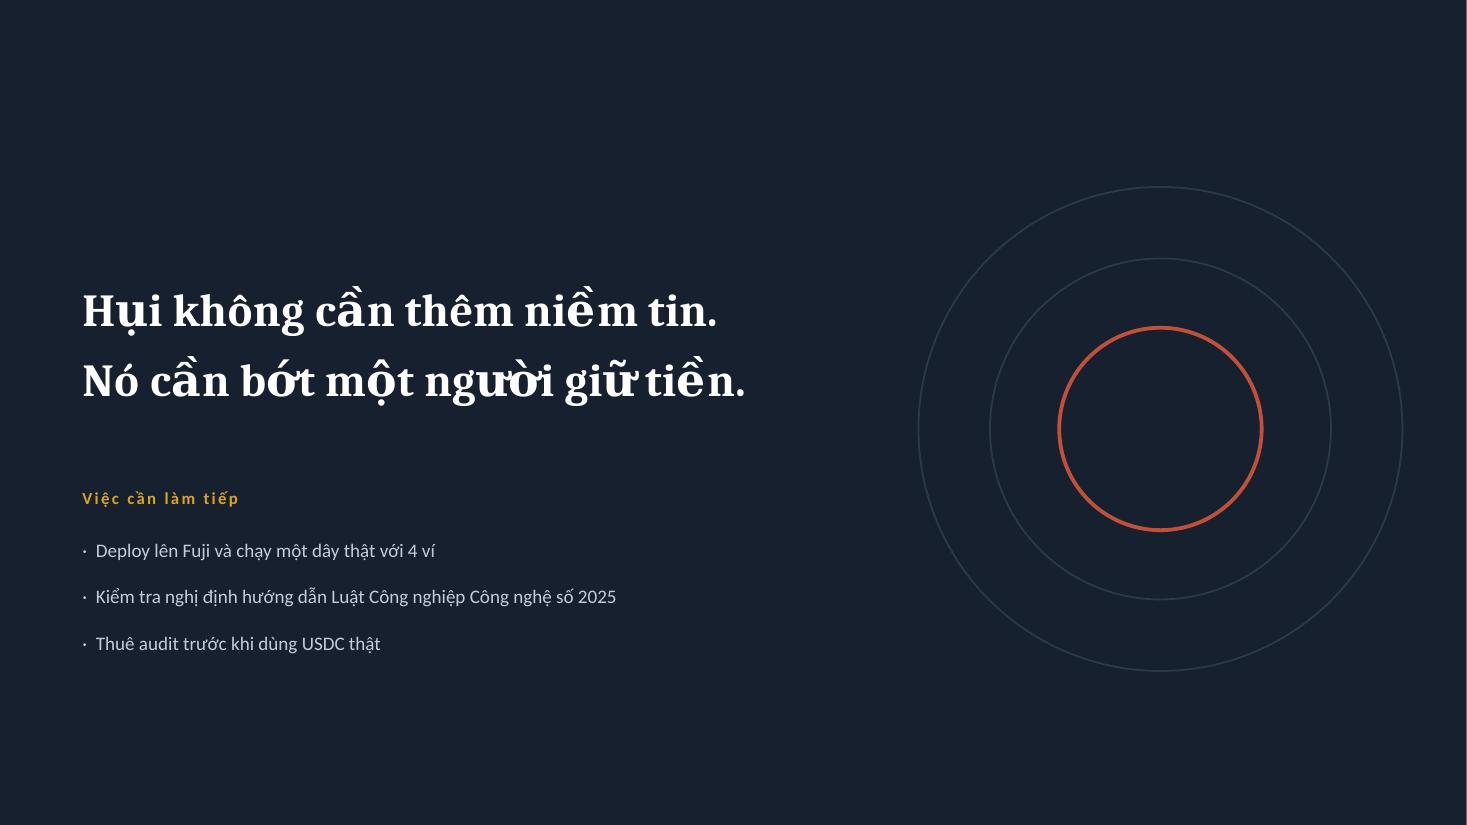 Hụi không cần thêm niềm tin.
Nó cần bớt một người giữ tiền.
Việc cần làm tiếp
· Deploy lên Fuji và chạy một dây thật với 4 ví
· Kiểm tra nghị định hướng dẫn Luật Công nghiệp Công nghệ số 2025
· Thuê audit trước khi dùng USDC thật